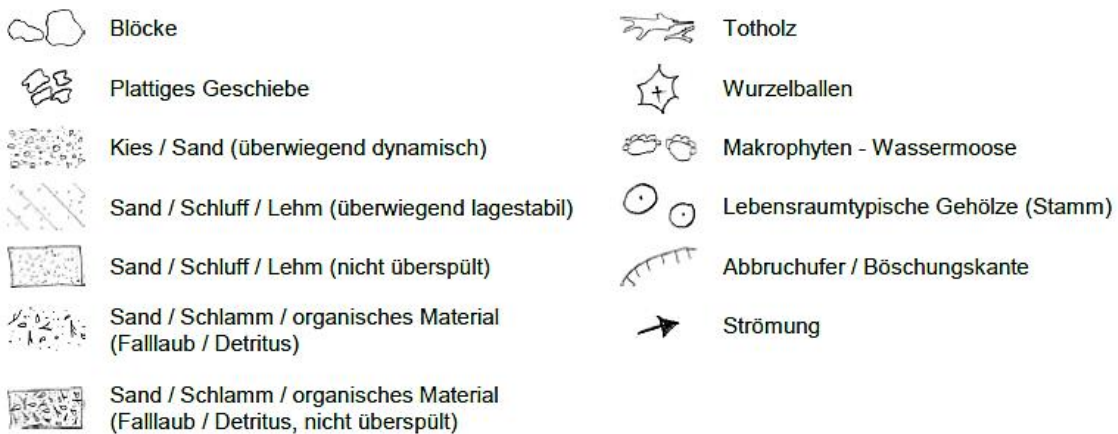 Blöcke
Plattiges Geschiebe
Kies / Sand (überwiegend dynamisch)
Sand / Schluff / Lehm (überwiegend lagestabil)
Sand / Schluff / Lehm (nicht überspült)
Sand / Schlamm / organisches Material
(Falllaub / Detritus)
Sand / Schlamm / organisches Material
(Falllaub / Detritus, nicht überspült)
Totholz
Wurzelballen
Makrophyten - Wassermoose
Lebensraumtypische Gehölze (Stamm)
Abbruchufer / Böschungskante
Strömung